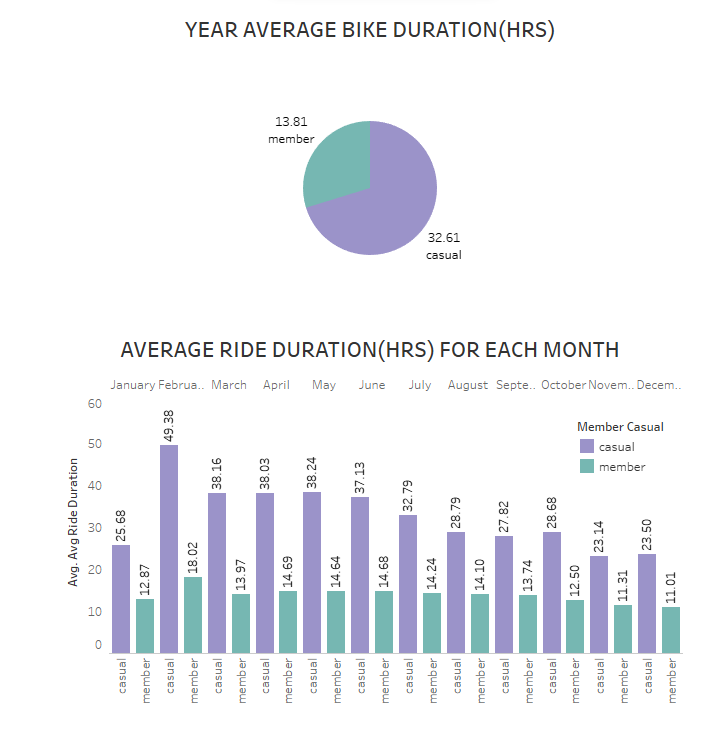 YEAR AVERAGE BIKE DURATION(HRS)
13.81
member
32.61
casual
AVERAGE RIDE DURATION(HRS) FOR EACH MONTH
January Februa.. March April May June July August Septe.. October Novem.. Decem..
Avg. Avg Ride Duration
60
50
40
30
20
10
0
25.68 12.87 49.38 18.02 38.16 13.97 38.03 14.69 38.24 14.64 37.13 14.68 32.79 14.24 28.79 14.10 27.82 13.74 28.68 12.50 23.14 11.31 23.50 11.01
Member Casual
casual
member
casual member casual member casual member casual member casual member casual member casual member casual member casual member casual member casual member casual member